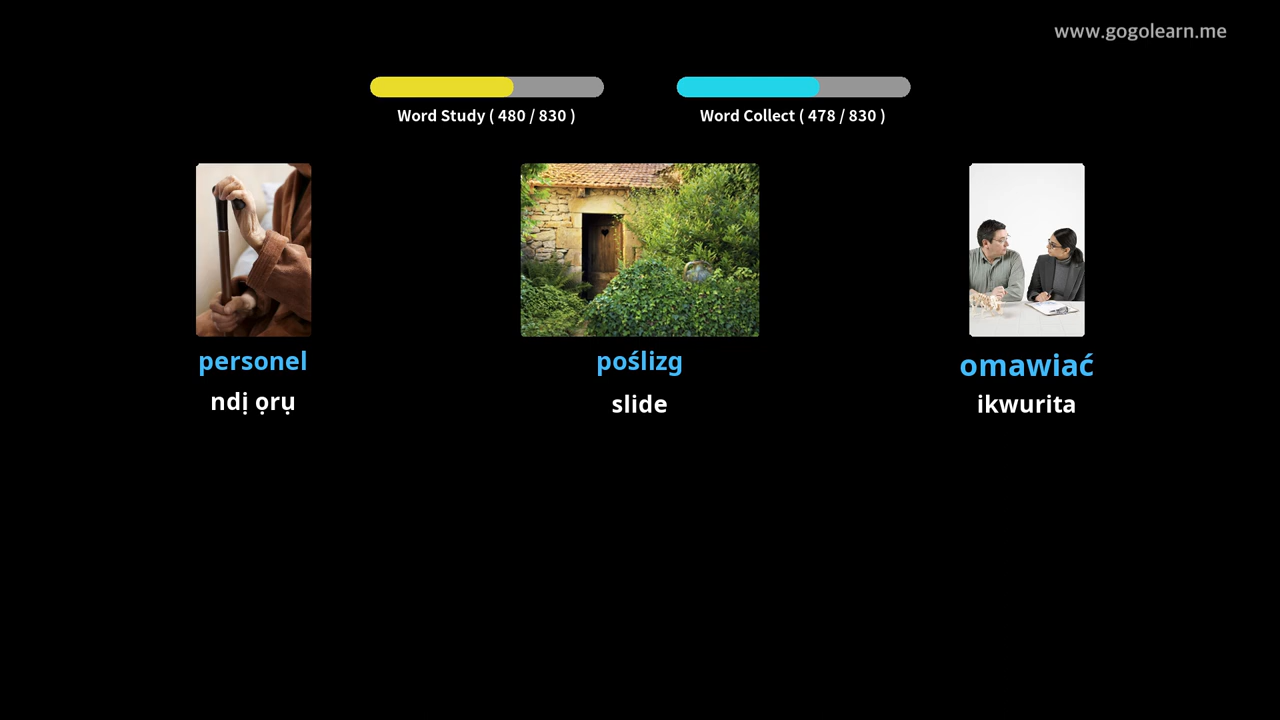 www.gogolearn.me
Word Study ( 480 / 830 )
Word Collect ( 478 / 830 )
personel
poślizg
omawiać
ndị ọrụ
slide
ikwurita